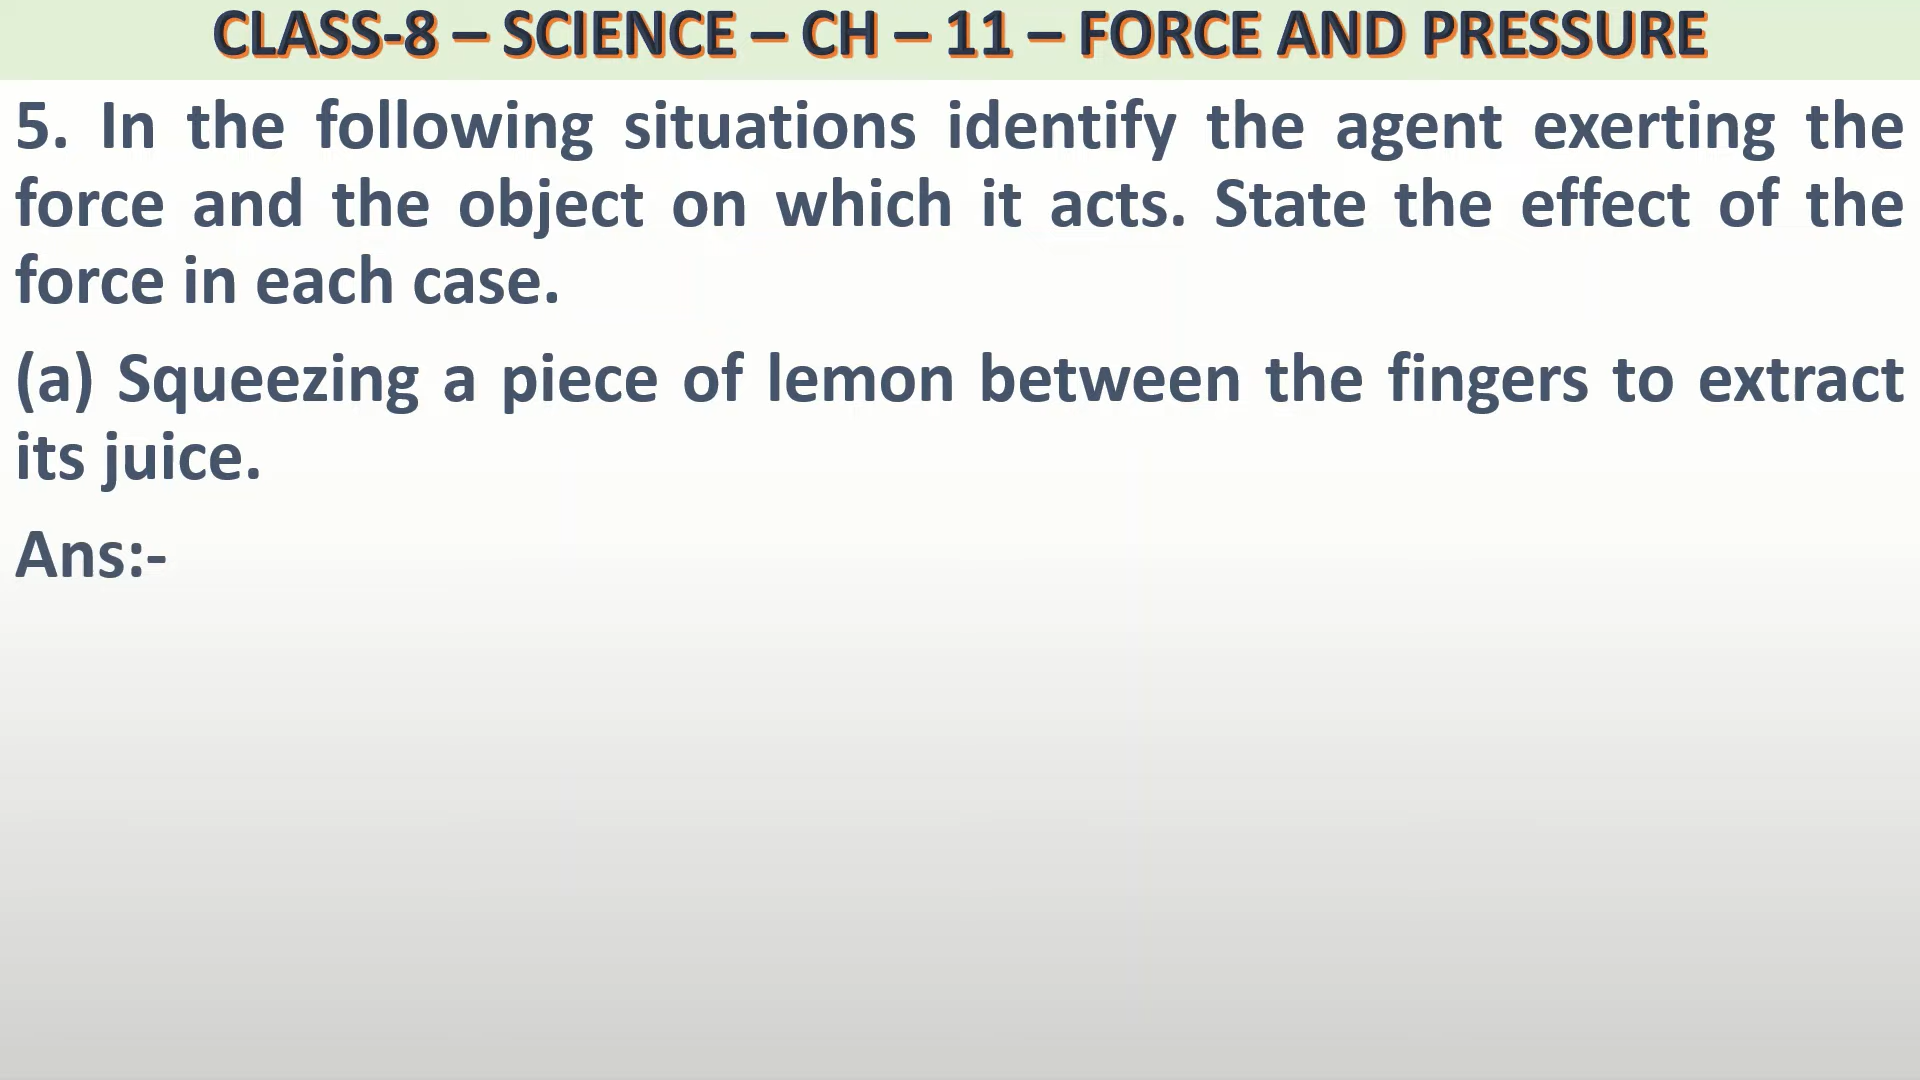 CLASS-8 – SCIENCE – CH – 11 – FORCE AND PRESSURE
5. In the following situations identify the agent exerting the
force and the object on which it acts. State the effect of the
force in each case.
(a) Squeezing a piece of lemon between the fingers to extract
its juice.
Ans:-